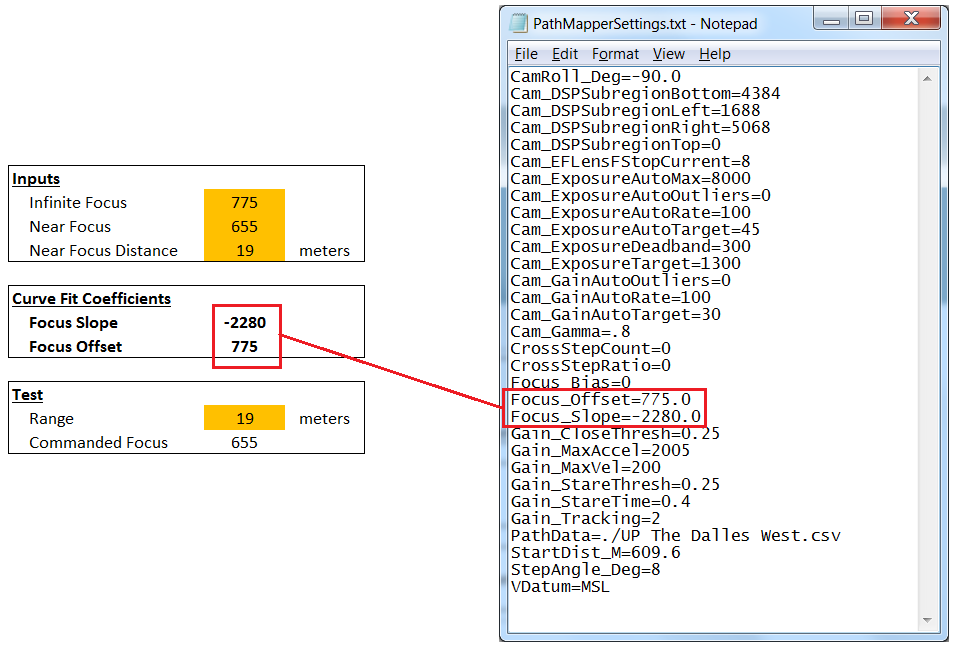 Inputs
Infinite Focus 775
Near Focus 655
Near Focus Distance 19 meters
Curve Fit Coefficients
Focus Slope -2280
Focus Offset 775
Test
Range 19 meters
Commanded Focus 655
PathMapperSettings.txt - Notepad
File Edit Format View Help
CamRoll_Deg=-90.0
Cam_DSPSubregionBottom=4384
Cam_DSPSubregionLeft=1688
Cam_DSPSubregionRight=5068
Cam_DSPSubregionTop=0
Cam_EFLensFStopCurrent=8
Cam_ExposureAutoMax=8000
Cam_ExposureAutoOutliers=0
Cam_ExposureAutoRate=100
Cam_ExposureAutoTarget=45
Cam_ExposureDeadband=300
Cam_ExposureTarget=1300
Cam_GainAutoOutliers=0
Cam_GainAutoRate=100
Cam_GainAutoTarget=30
Cam_Gamma=.8
CrossStepCount=0
CrossStepRatio=0
Focus_Bias=0
Focus_Offset=775.0
Focus_Slope=-2280.0
Gain_CloseThresh=0.25
Gain_MaxAccel=2005
Gain_MaxVel=200
Gain_StareThresh=0.25
Gain_StareTime=0.4
Gain_Tracking=2
PathData=./UP The Dalles West.csv
StartDist_M=609.6
StepAngle_Deg=8
VDatum=MSL